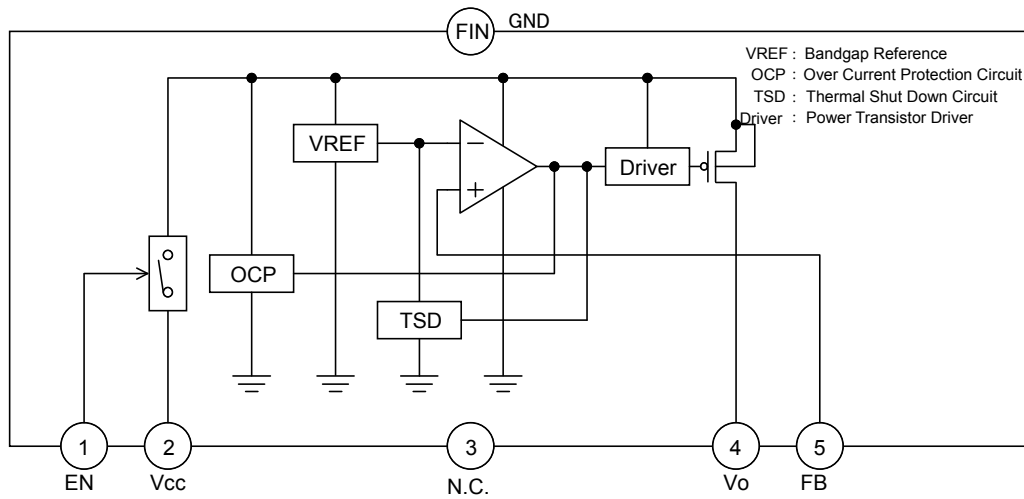 FIN GND
VREF : Bandgap Reference
OCP : Over Current Protection Circuit
TSD : Thermal Shut Down Circuit
Driver : Power Transistor Driver
VREF
−
+
Driver
OCP
TSD
1
2
3
4
5
EN
Vcc
N.C.
Vo
FB